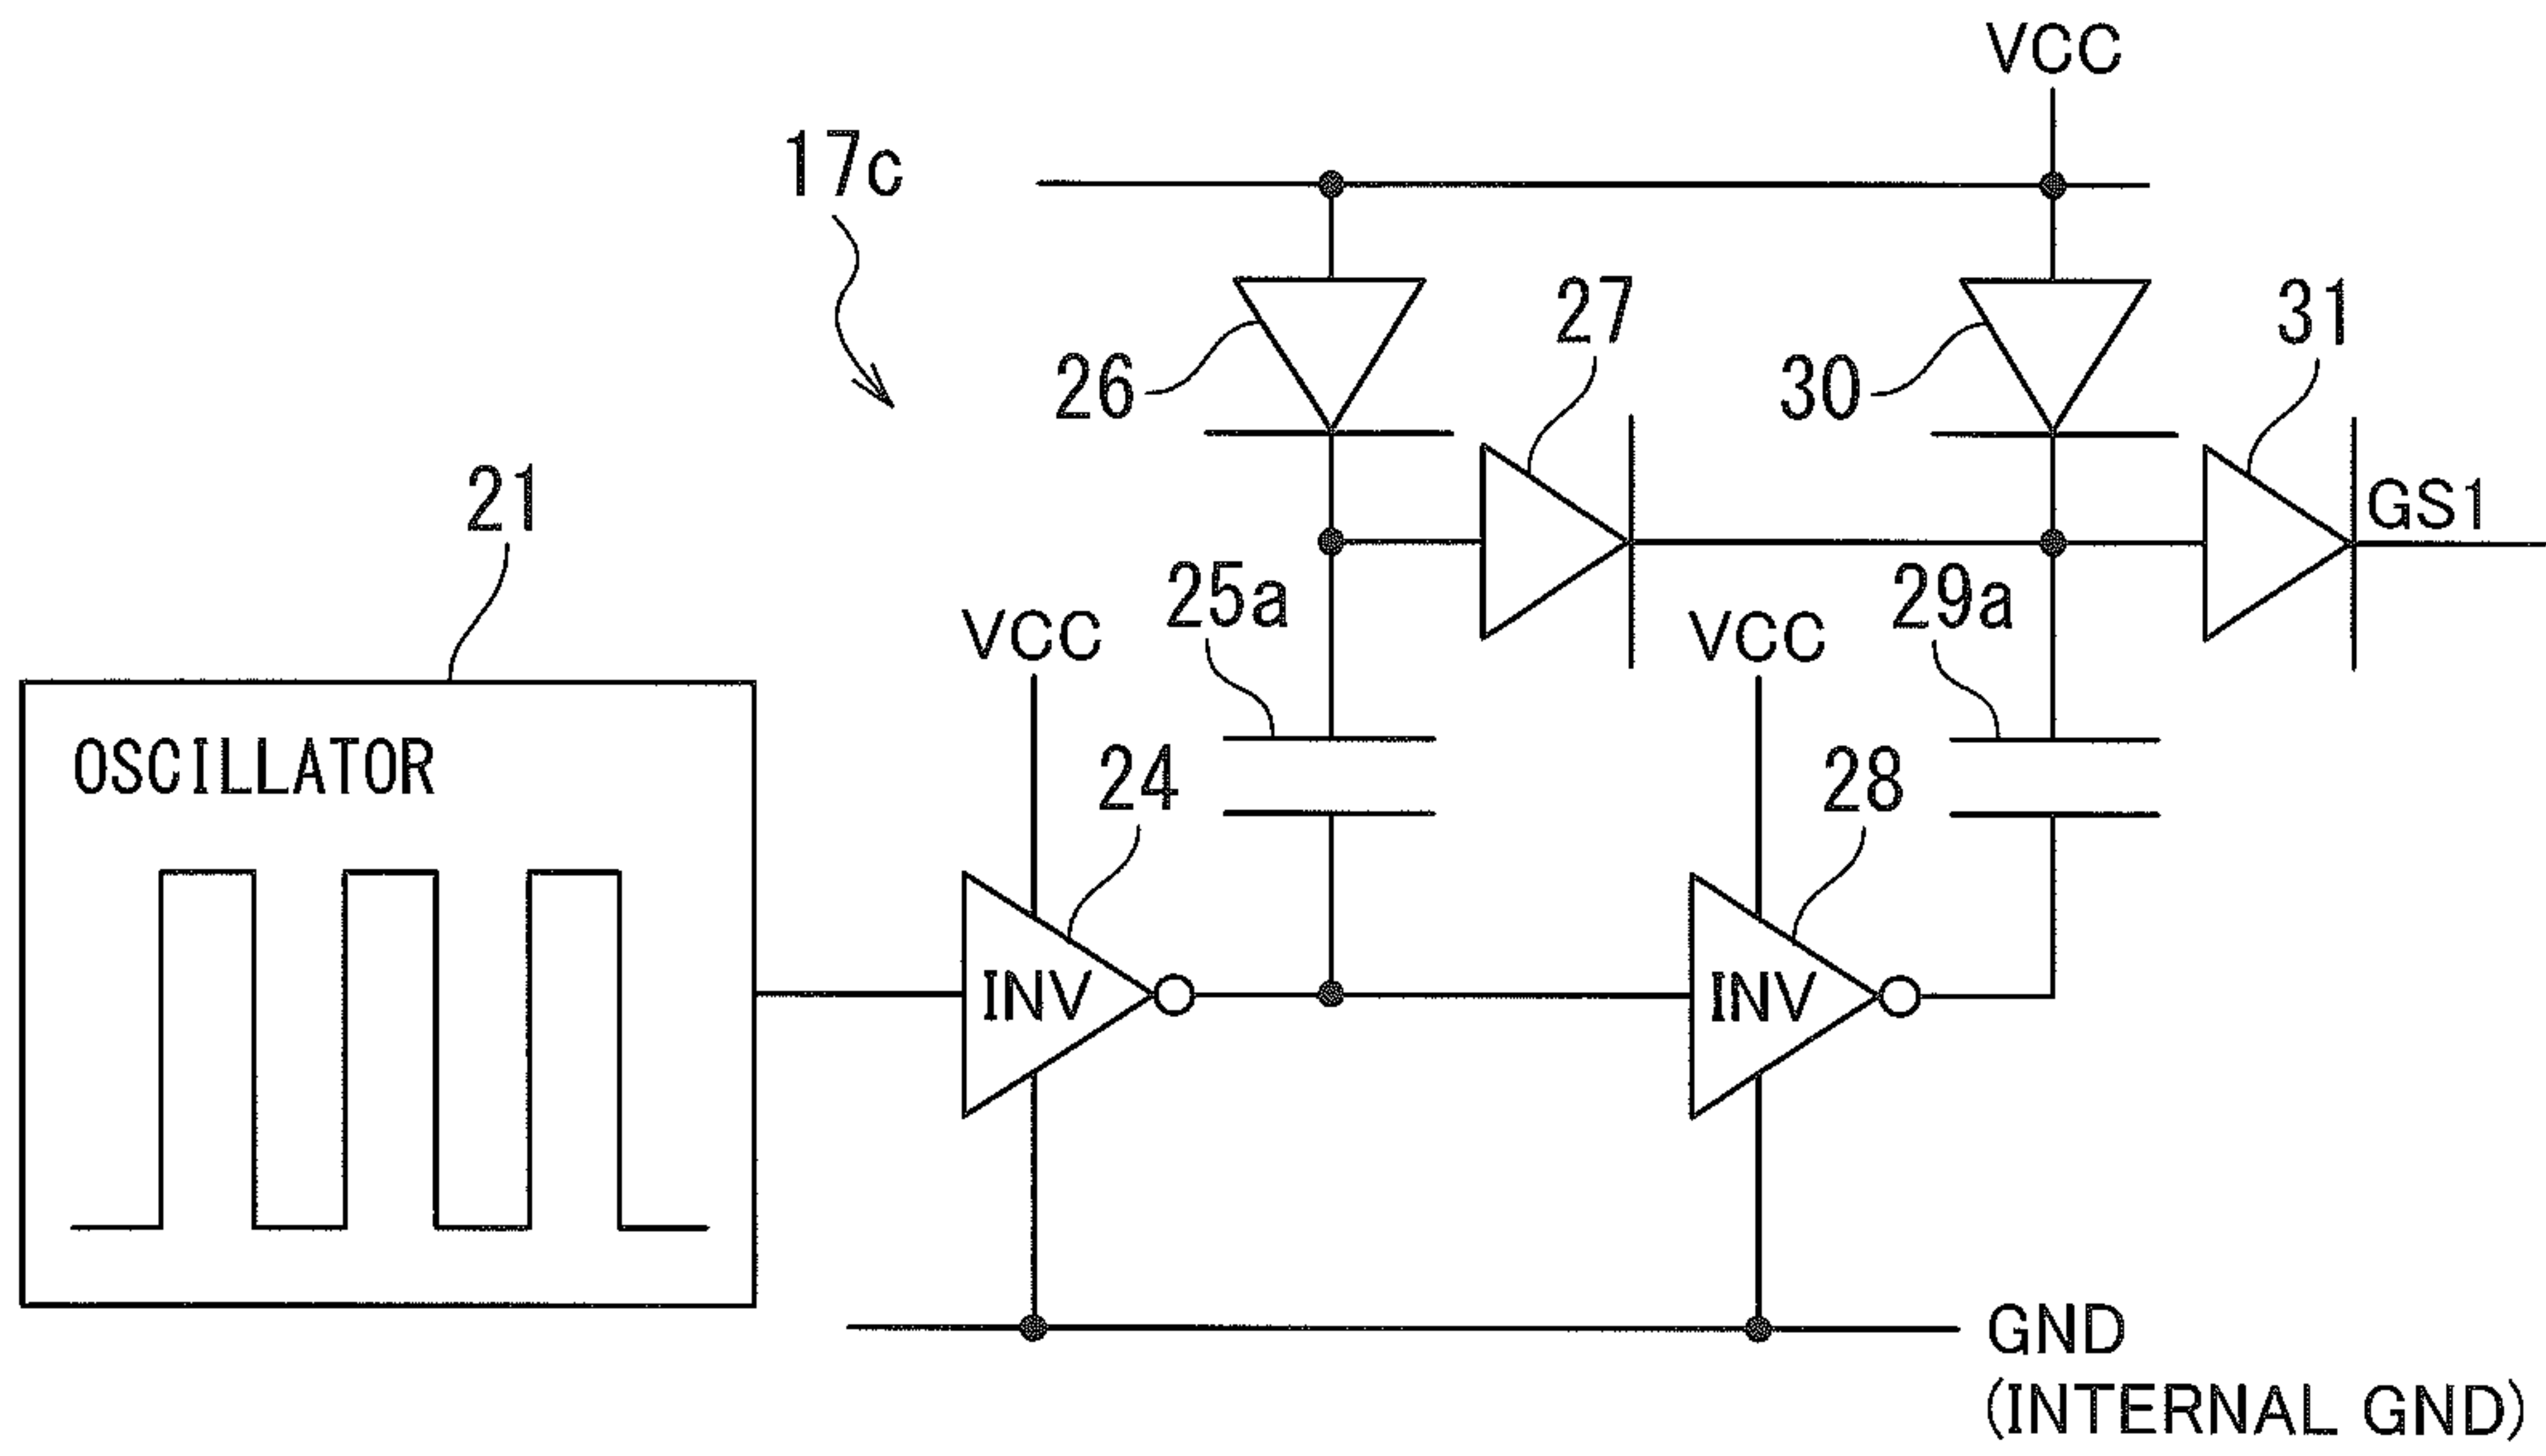 VCC
17c
27
31
26
30
21
GS1
25a
29a
VCC
VCC
OSCILLATOR
24
28
INV
INV
GND
(INTERNAL GND)